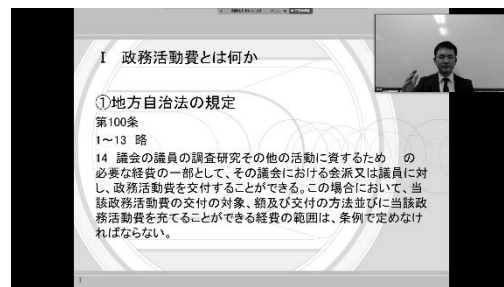 Ⅰ　政務活動費とは何か
①地方自治法の規定
第100条
1～13　略
14　議会の議員の調査研究その他の活動に資するため　の
必要な経費の一部として、その議会における会派又は議員に対
し、政務活動費を交付することができる。この場合において、当
該政務活動費の交付の対象、額及び交付の方法並びに当該政
務活動費を充てることができる経費の範囲は、条例で定めなけ
ればならない。
1